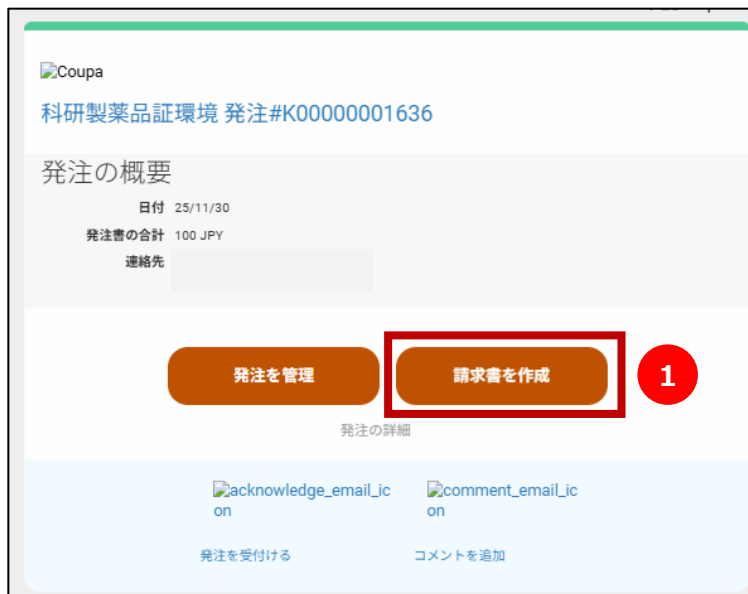 Coupa
科研製薬品証環境 発注#K00000001636
発注の概要
日付 25/11/30
発注書の合計 100 JPY
連絡先
発注を管理 請求書を作成 1
発注の詳細
acknowledge_email_ic comment_email_ic
on on
発注を受付ける コメントを追加